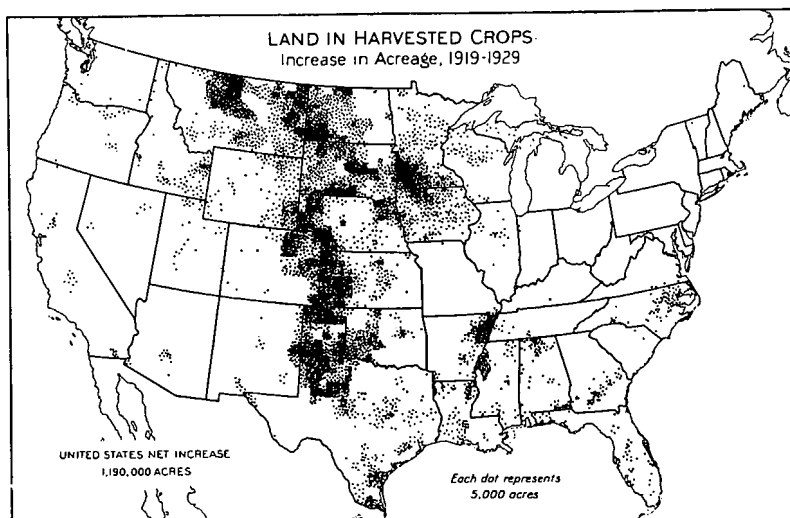 LAND IN HARVESTED CROPS
Increase in Acreage, 1919-1929
UNITED STATES NET INCREASE
1,190,000 ACRES
Each dot represents
5,000 acres